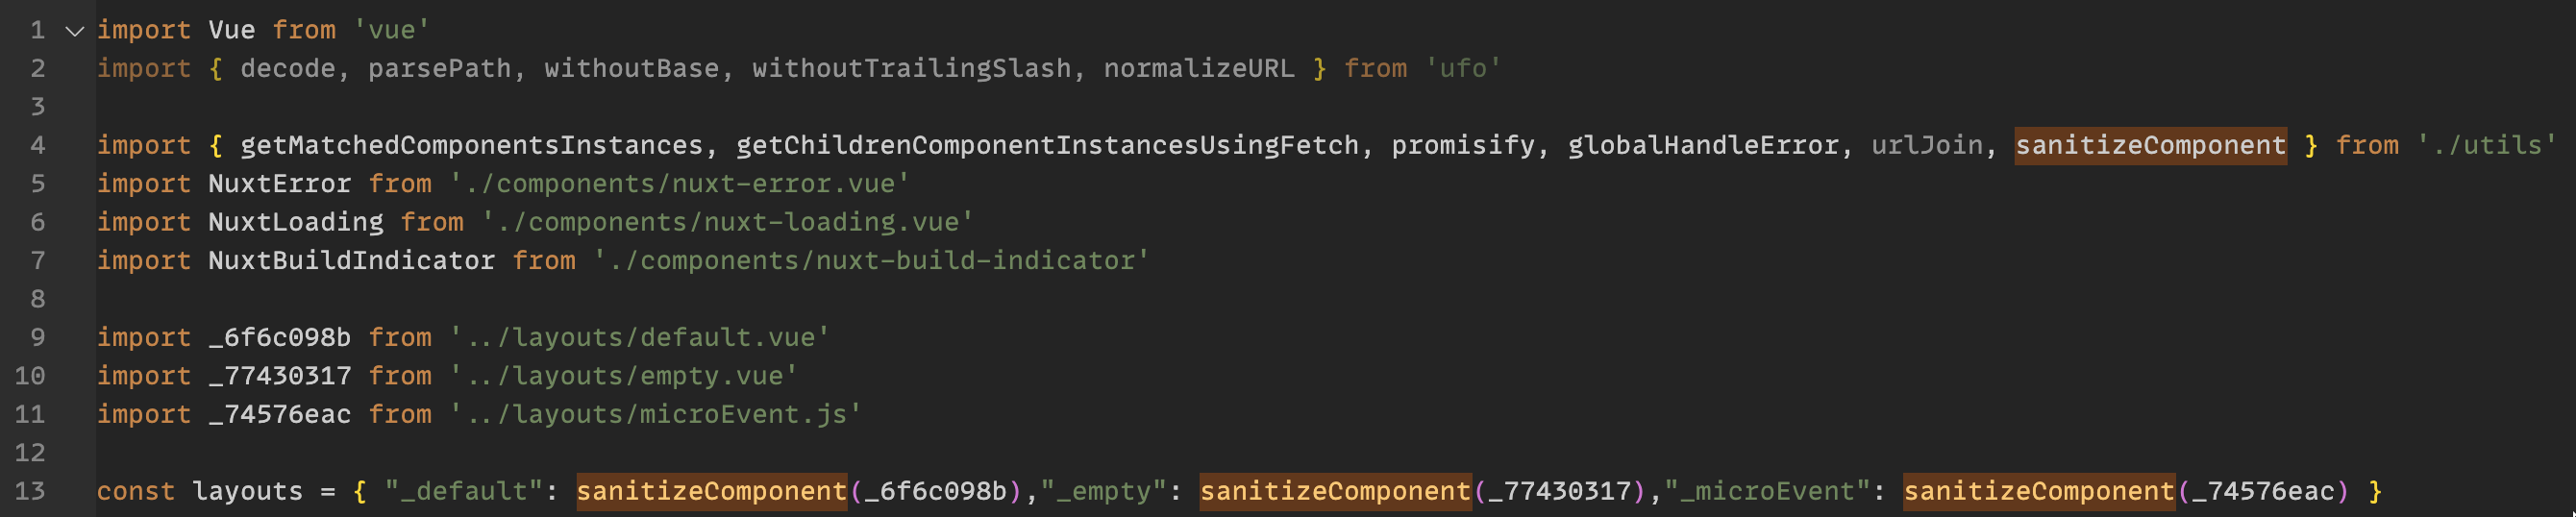 1 import Vue from 'vue'
2 import { decode, parsePath, withoutBase, withoutTrailingSlash, normalizeURL } from 'ufo'
3
4 import { getMatchedComponentsInstances, getChildrenComponentInstancesUsingFetch, promisify, globalHandleError, urlJoin, sanitizeComponent } from './utils'
5 import NuxtError from './components/nuxt-error.vue'
6 import NuxtLoading from './components/nuxt-loading.vue'
7 import NuxtBuildIndicator from './components/nuxt-build-indicator'
8
9 import _6f6c098b from '../layouts/default.vue'
10 import _77430317 from '../layouts/empty.vue'
11 import _74576eac from '../layouts/microEvent.js'
12
13 const layouts = { "_default": sanitizeComponent(_6f6c098b),"_empty": sanitizeComponent(_77430317),"_microEvent": sanitizeComponent(_74576eac) }